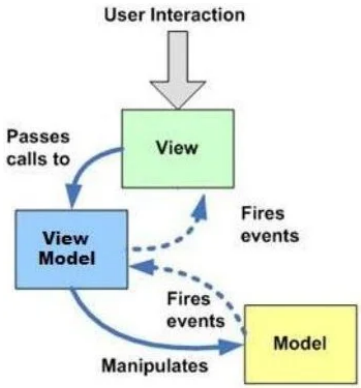 User Interaction
Passes
calls to
View
View
Model
Fires
events
Fires
events
Model
Manipulates